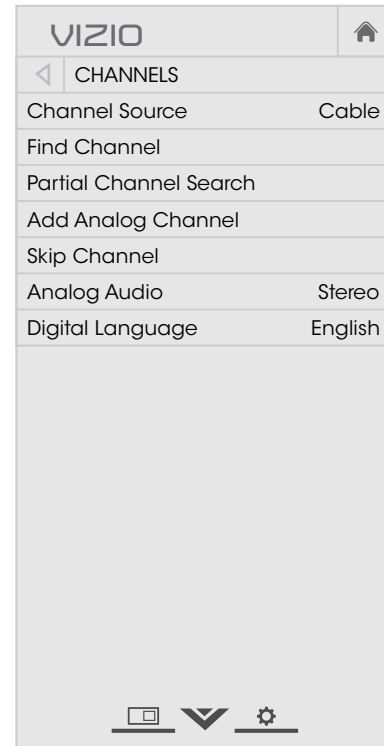 VIZIO
CHANNELS
Channel Source Cable
Find Channel
Partial Channel Search
Add Analog Channel
Skip Channel
Analog Audio Stereo
Digital Language English